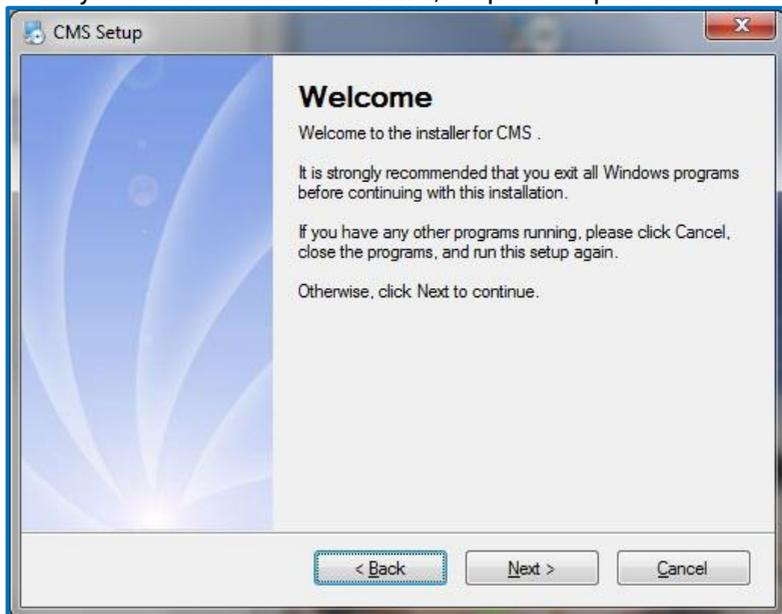 CMS Setup
Welcome
Welcome to the installer for CMS .
It is strongly recommended that you exit all Windows programs
before continuing with this installation.
If you have any other programs running, please click Cancel,
close the programs, and run this setup again.
Otherwise, click Next to continue.
< Back
Next >
Cancel